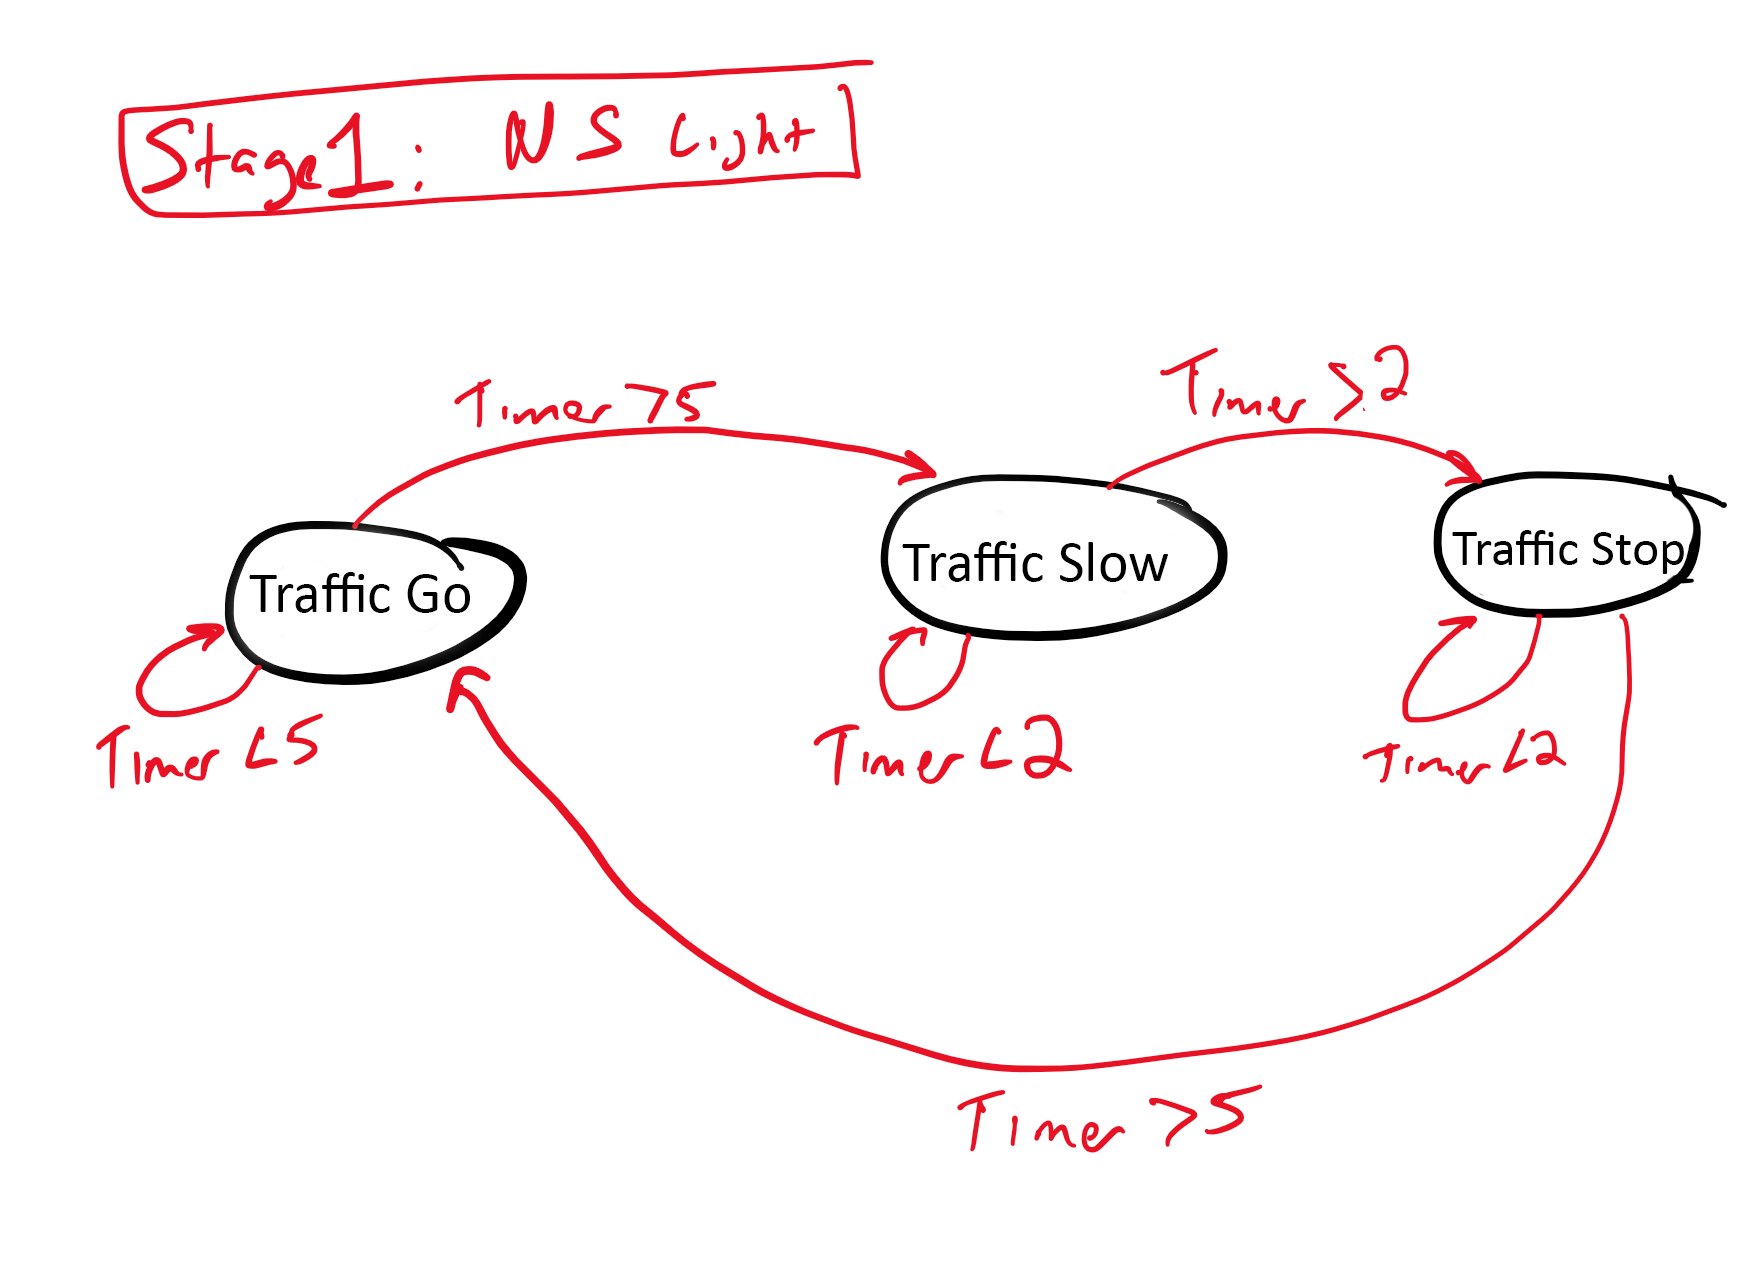 Stage 1: NS Light
Timer >5
Timer >2
Traffic Go
Traffic Slow
Traffic Stop
Timer <5
Timer <2
Timer <2
Timer >5